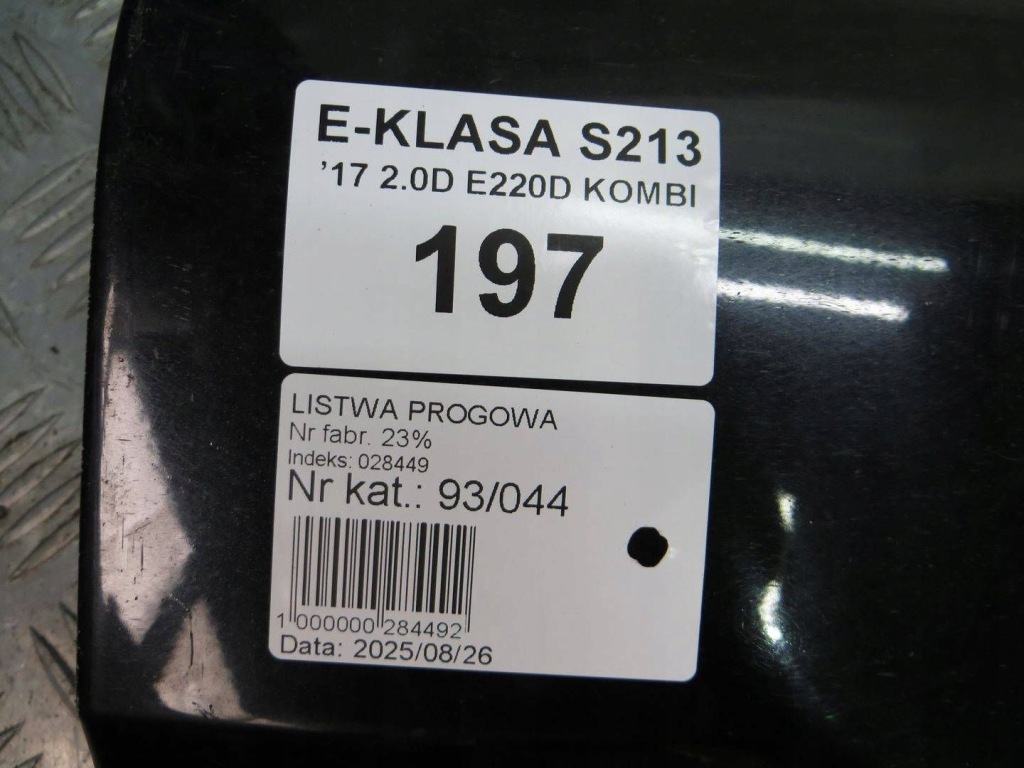 E-KLASA S213
'17 2.0D E220D KOMBI
197
LISTWA PROGOWA
Nr fabr. 23%
Indeks: 028449
Nr kat.: 93/044
1 000000 284492
Data: 2025/08/26